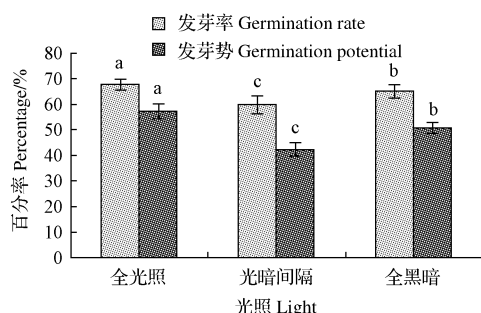 发芽率 Germination rate
发芽势 Germination potential
百分率 Percentage/%
80
70
60
50
40
30
20
10
0
a
a
c
c
b
b
全光照
光暗间隔
全黑暗
光照 Light